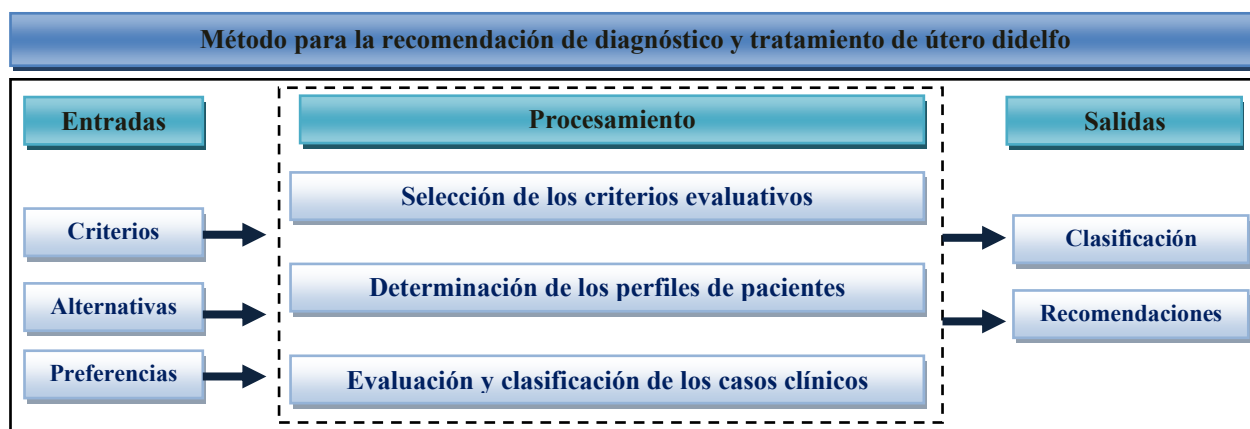 Método para la recomendación de diagnóstico y tratamiento de útero didelfo
Entradas
Procesamiento
Salidas
Criterios
Alternativas
Preferencias
Selección de los criterios evaluativos
Determinación de los perfiles de pacientes
Evaluación y clasificación de los casos clínicos
Clasificación
Recomendaciones